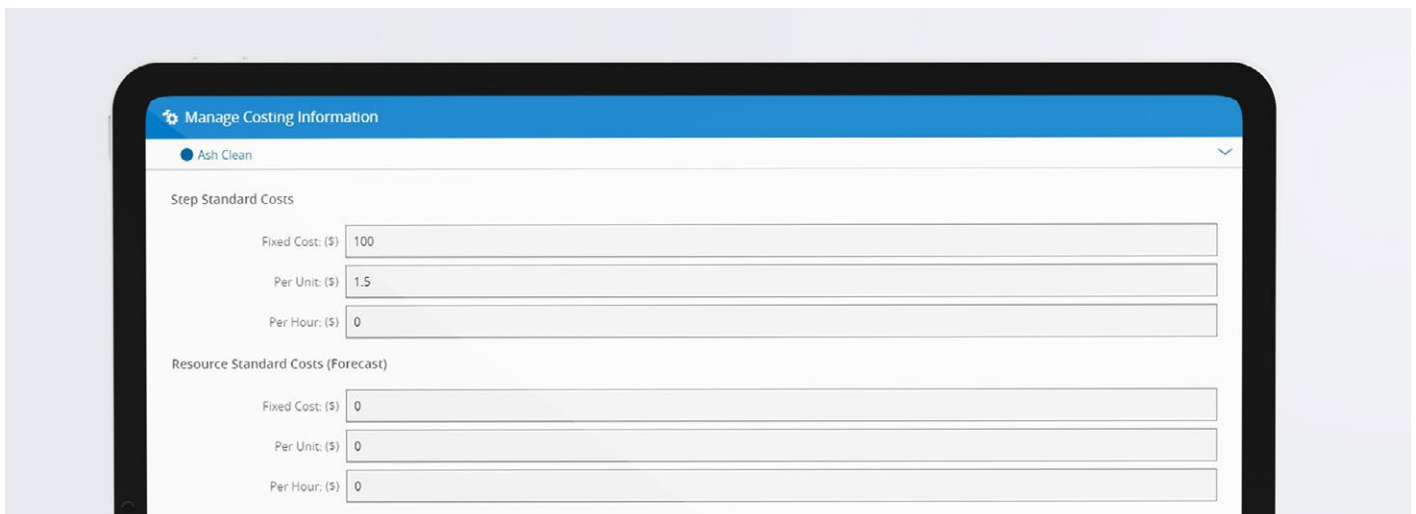 Manage Costing Information
Ash Clean
Step Standard Costs
Fixed Cost: ($) 100
Per Unit: ($) 1.5
Per Hour: ($) 0
Resource Standard Costs (Forecast)
Fixed Cost: ($) 0
Per Unit: ($) 0
Per Hour: ($) 0